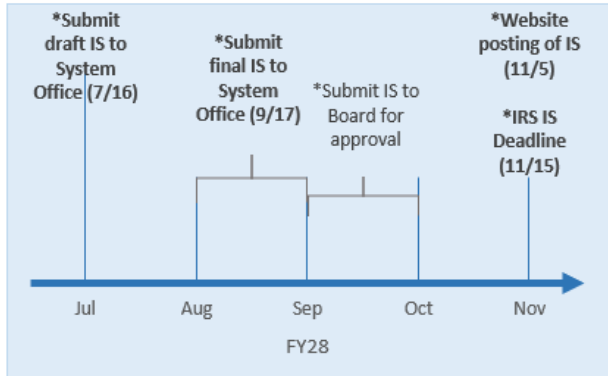 *Submit
draft IS to
System
Office (7/16)
*Submit
final IS to
System
Office (9/17)
*Submit IS to
Board for
approval
*Website
posting of IS
(11/5)
*IRS IS
Deadline
(11/15)
Jul
Aug
Sep
Oct
Nov
FY28